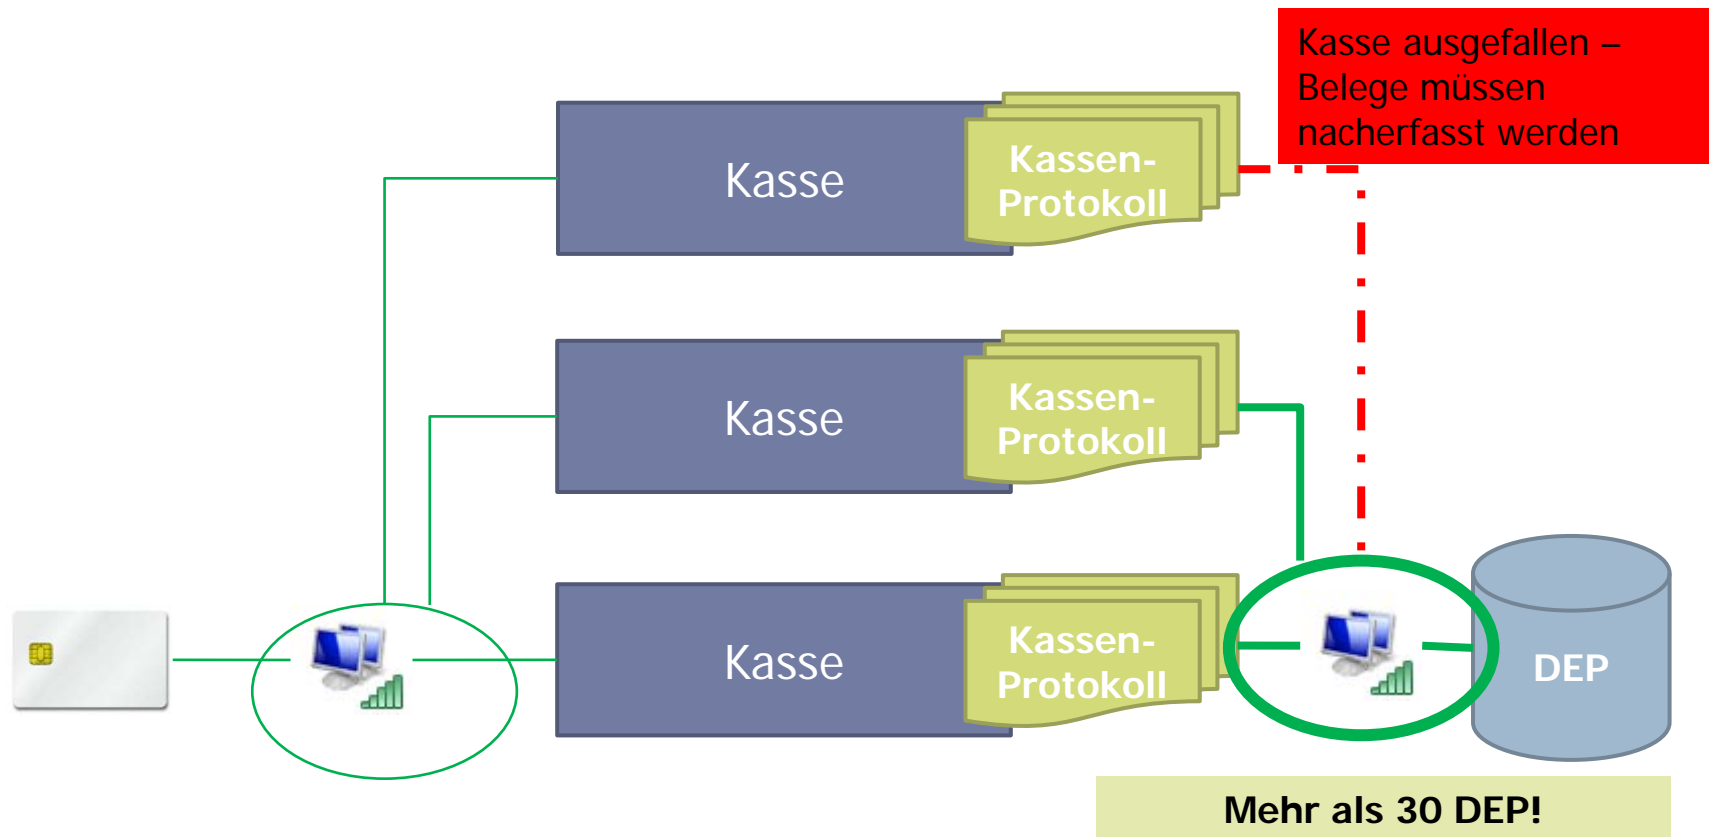 Kasse ausgefallen –
Belege müssen
nacherfasst werden
Kasse
Kassen-
Protokoll
Kasse
Kassen-
Protokoll
Kasse
Kassen-
Protokoll
DEP
Mehr als 30 DEP!